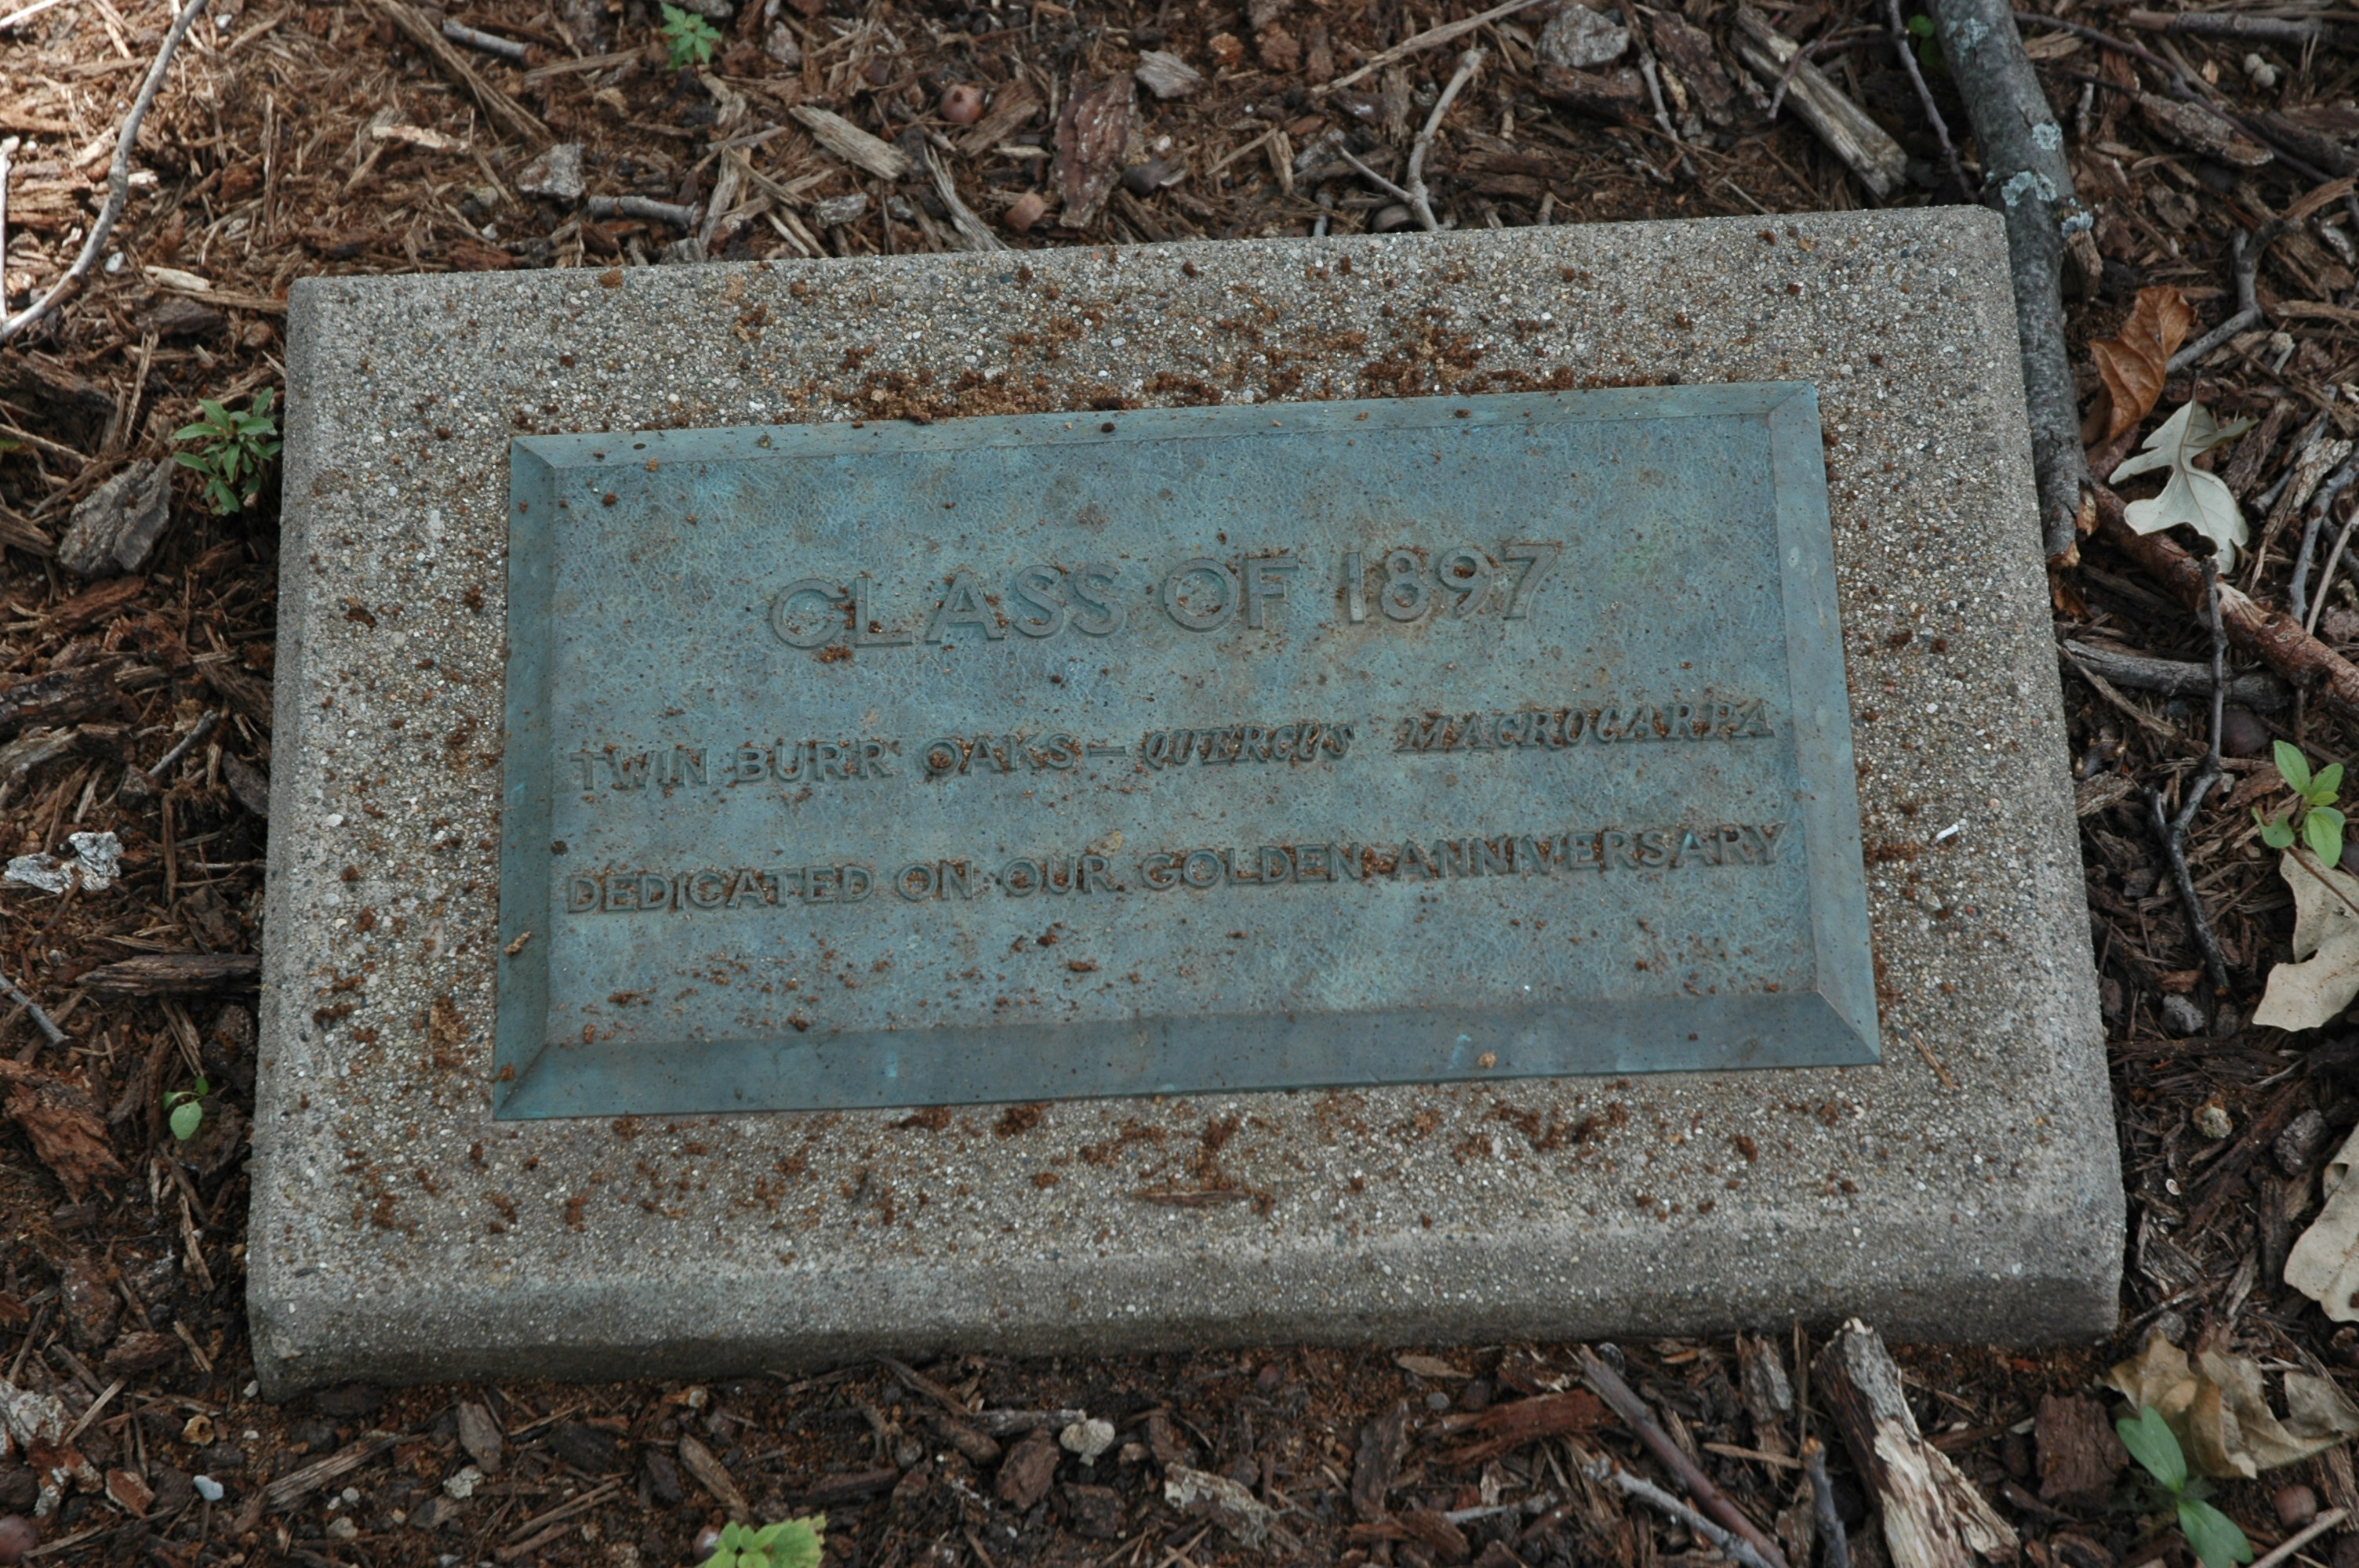 CLASS OF 1897
TWIN BURR OAKS — QUERCUS MACROCARPA
DEDICATED ON OUR GOLDEN ANNIVERSARY